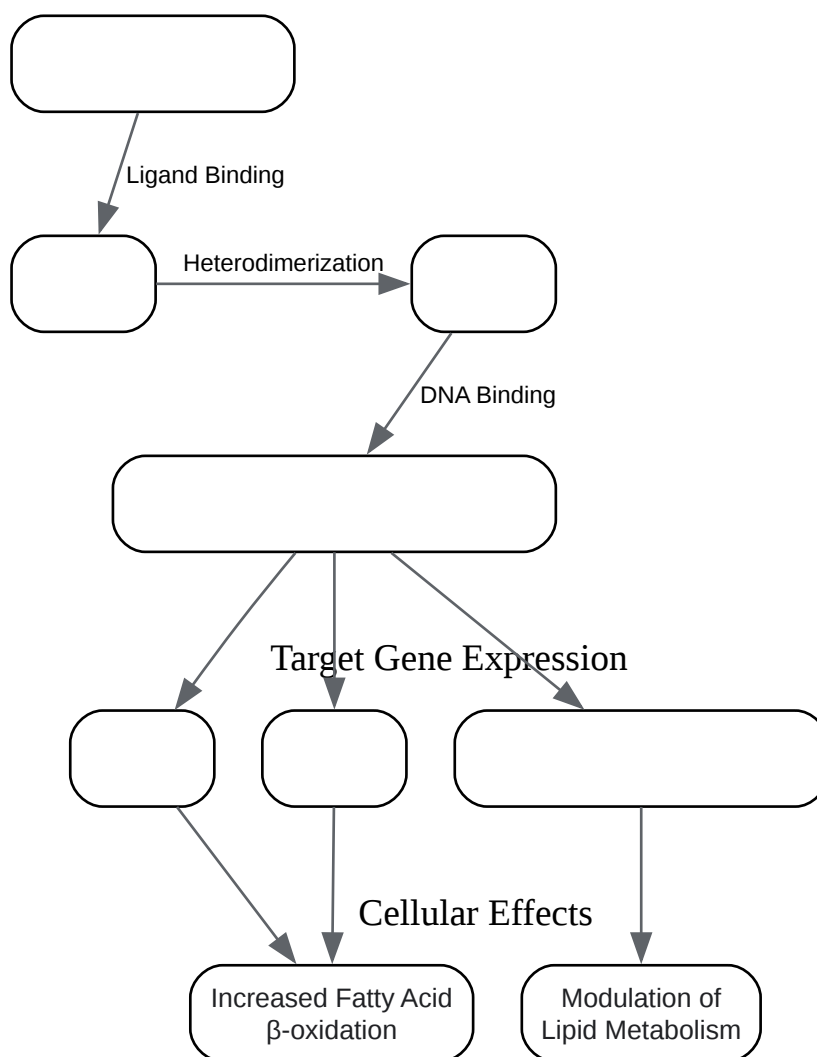 Ligand Binding
Heterodimerization
DNA Binding
Target Gene Expression
Cellular Effects
Increased Fatty Acid
β-oxidation
Modulation of
Lipid Metabolism